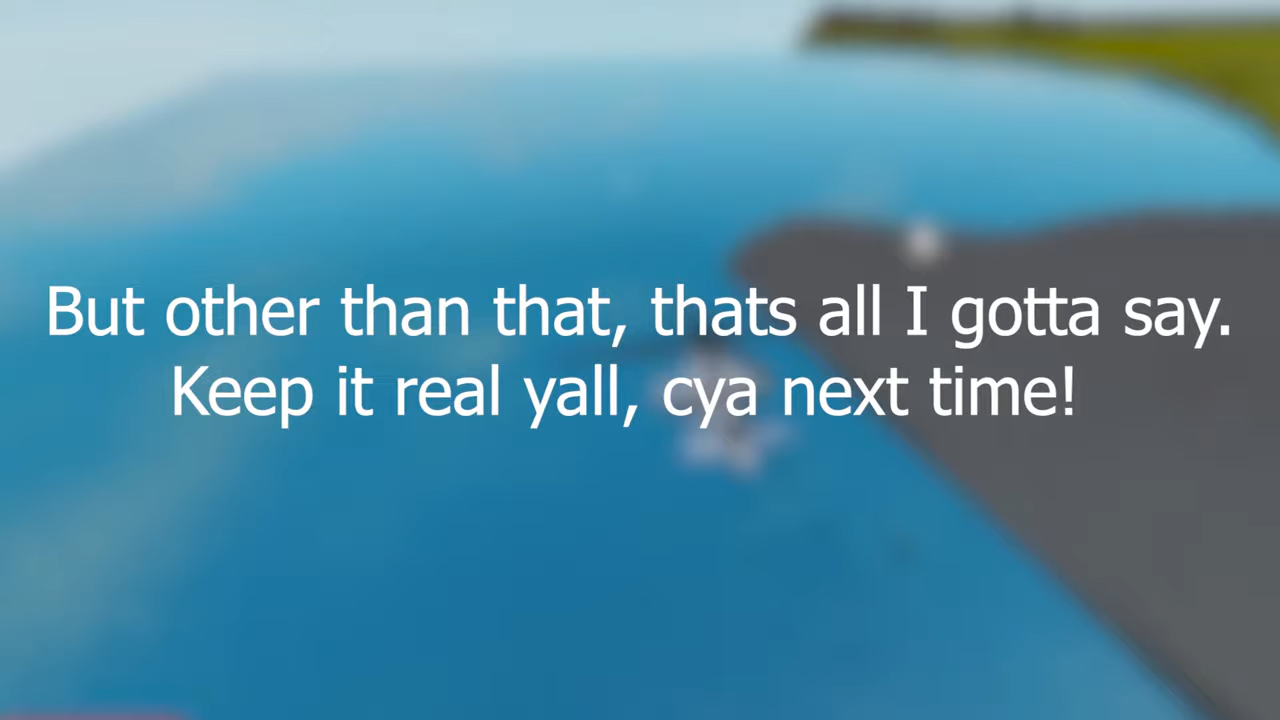 But other than that, thats all I gotta say.
Keep it real yall, cya next time!